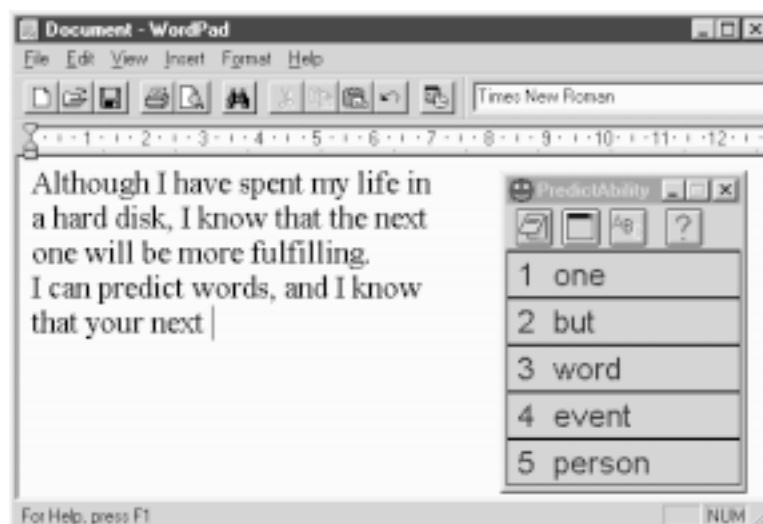 Document - WordPad
File Edit View Insert Format Help
Times New Roman
1 2 3 4 5 6 7 8 9 10 11 12
Although I have spent my life in
a hard disk, I know that the next
one will be more fulfilling.
I can predict words, and I know
that your next
PredictAbility
?
1 one
2 but
3 word
4 event
5 person
For Help, press F1
NUM